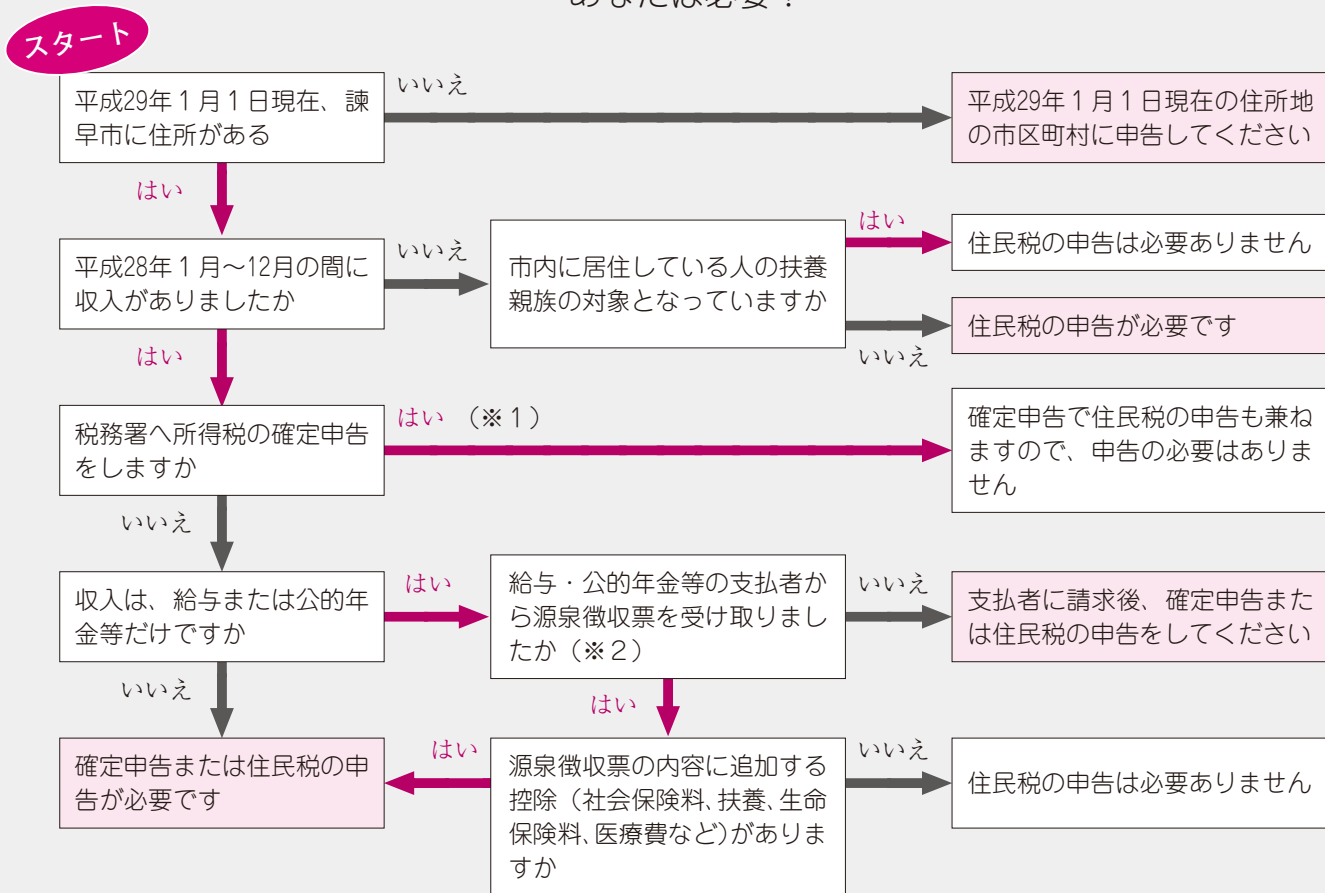 あなたは必要？
スタート
平成29年１月１日現在、諫
早市に住所がある
いいえ
平成29年１月１日現在の住所地
の市区町村に申告してください
はい
平成28年１月～12月の間に
収入がありましたか
いいえ
市内に居住している人の扶養
親族の対象となっていますか
はい
住民税の申告は必要ありません
いいえ
住民税の申告が必要です
はい
税務署へ所得税の確定申告
をしますか
はい（※１）
確定申告で住民税の申告も兼ね
ますので、申告の必要はありま
せん
いいえ
収入は、給与または公的年
金等だけですか
はい
給与・公的年金等の支払者か
ら源泉徴収票を受け取りまし
たか（※２）
いいえ
支払者に請求後、確定申告また
は住民税の申告をしてください
いいえ
はい
確定申告または住民税の申
告が必要です
はい
源泉徴収票の内容に追加する
控除（社会保険料、扶養、生命
保険料、医療費など）がありま
すか
いいえ
住民税の申告は必要ありません